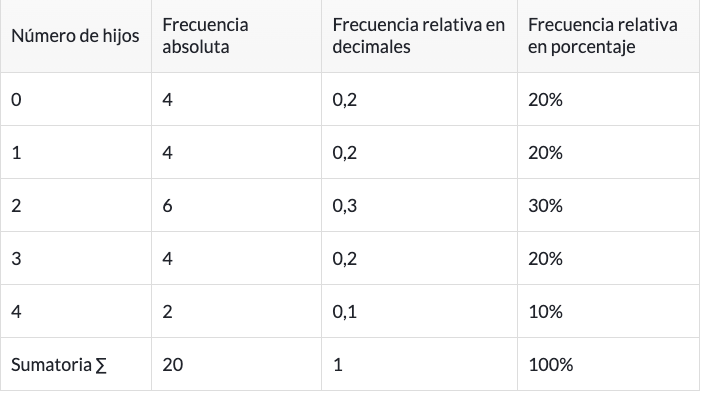 Número de hijos
Frecuencia
absoluta
Frecuencia relativa en
decimales
Frecuencia relativa
en porcentaje
0 4 0,2 20%
1 4 0,2 20%
2 6 0,3 30%
3 4 0,2 20%
4 2 0,1 10%
Sumatoria ∑ 20 1 100%